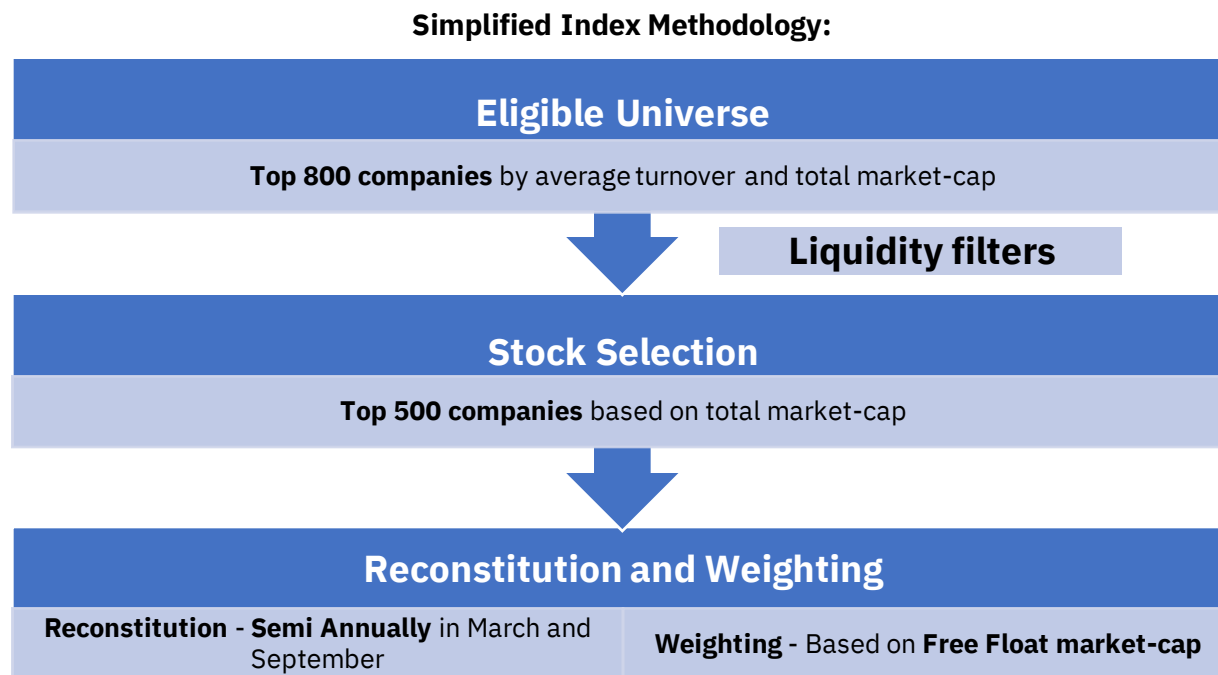 Simplified Index Methodology:
Eligible Universe
Top 800 companies by average turnover and total market-cap
Liquidity filters
Stock Selection
Top 500 companies based on total market-cap
Reconstitution and Weighting
Reconstitution - Semi Annually in March and
September
Weighting - Based on Free Float market-cap